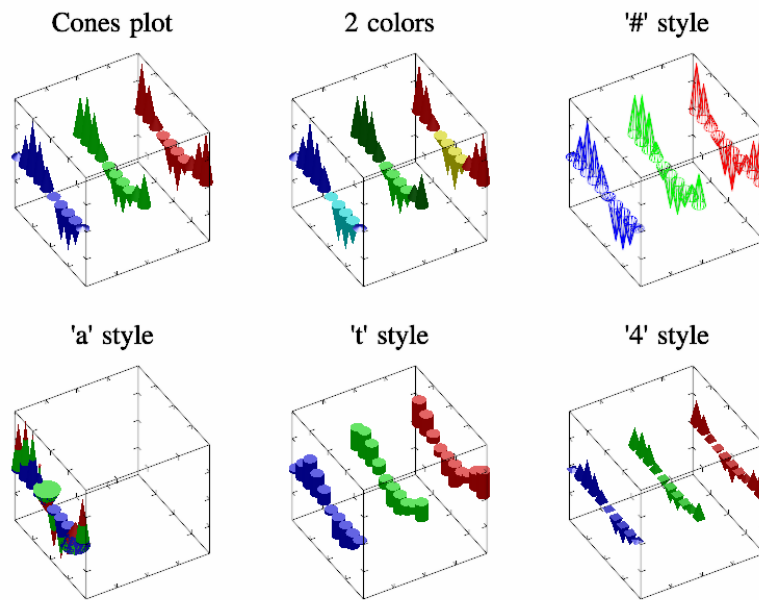 Cones plot
2 colors
'#' style
'a' style
't' style
'4' style